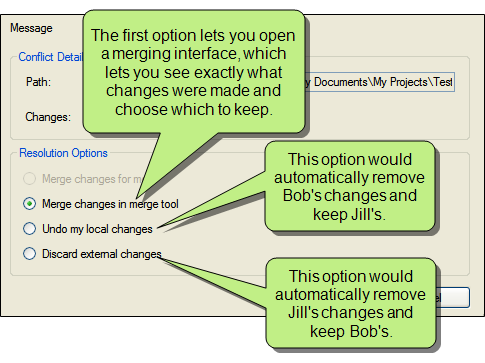 Message
The first option lets you open
a merging interface, which
lets you see exactly what
changes were made and
choose which to keep.
Conflict
Path:
Documents\My Projects\Test
Changes:
Resolution Options
Merge changes for
Merge changes in merge tool
Undo my local changes
Discard external changes
This option would
automatically remove
Bob's changes and
keep Jill's.
This option would
automatically remove
Jill's changes and
keep Bob's.